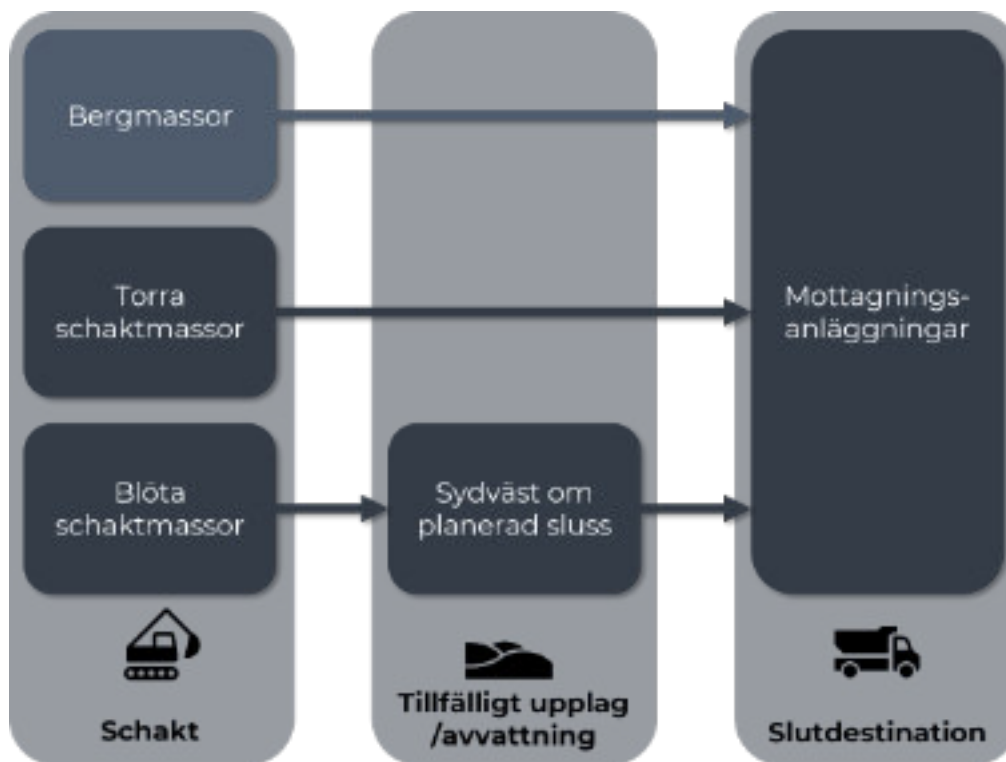 Bergmassor
Torra
schaktmassor
Mottagnings-
anläggningar
Blöta
schaktmassor
Sydväst om
planerad sluss
Schakt
Tillfälligt upplag
/avvattning
Slutdestination